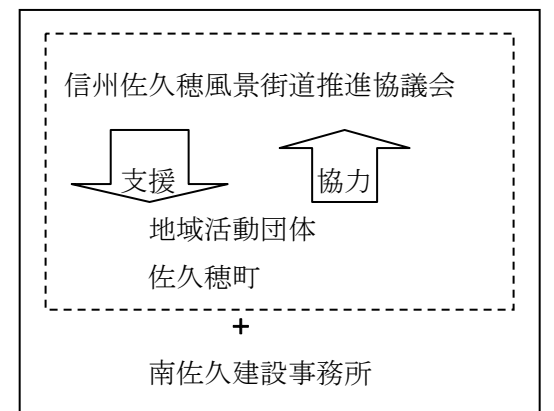 信州佐久穂風景街道推進協議会
支援 協力
地域活動団体
佐久穂町
+
南佐久建設事務所